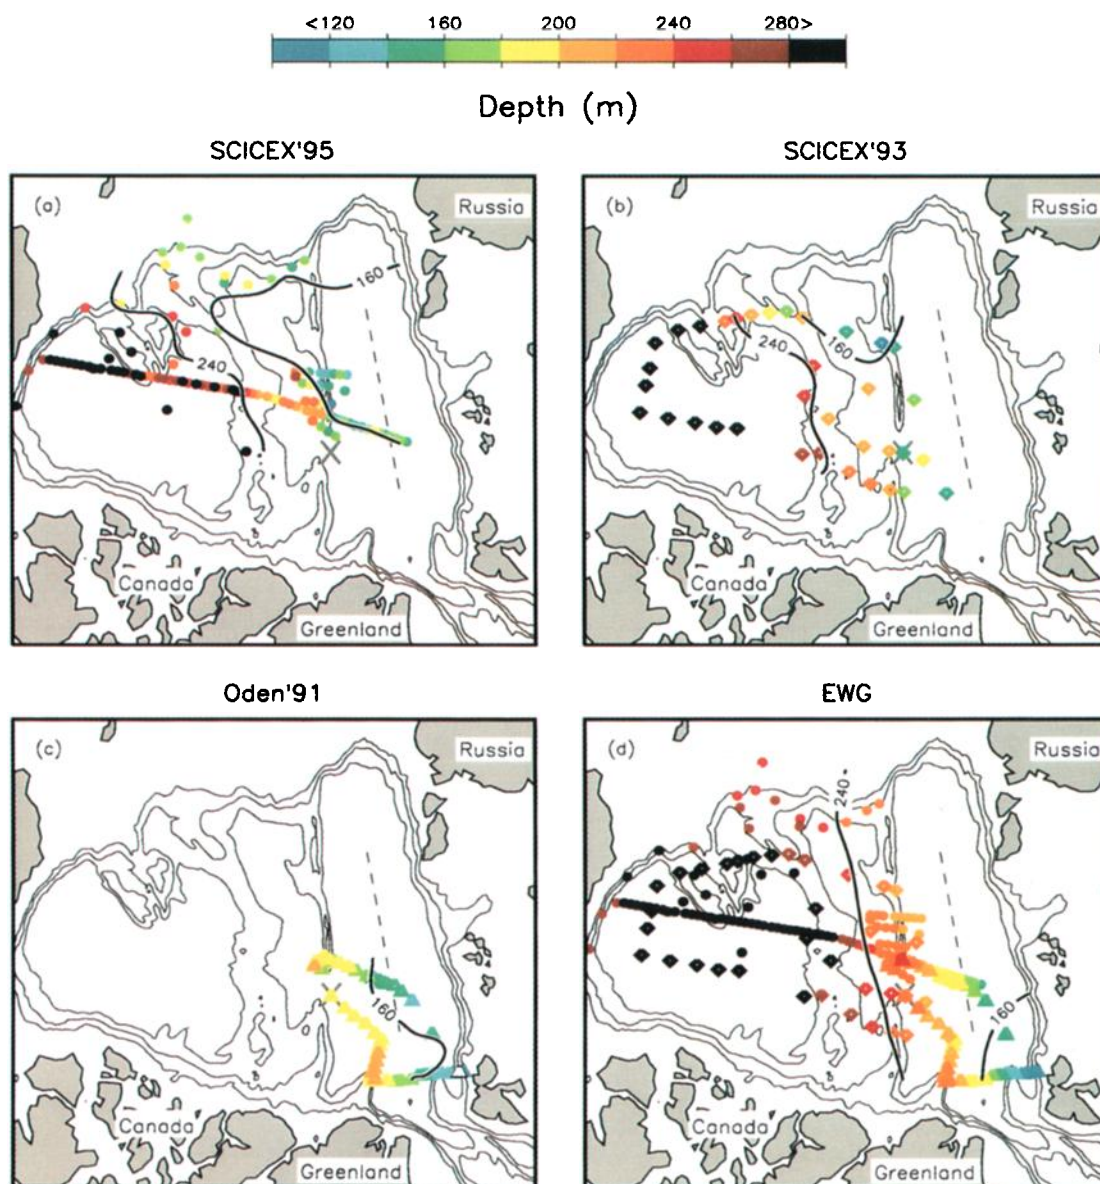 <120 160 200 240 280>
Depth (m)
SCICEX'95
SCICEX'93
(a)
Russia
160
240
Canada
Greenland
(b)
Russia
240
160
Canada
Greenland
Oden'91
EWG
(c)
Russia
160
Canada
Greenland
(d)
Russia
240
160
Canada
Greenland